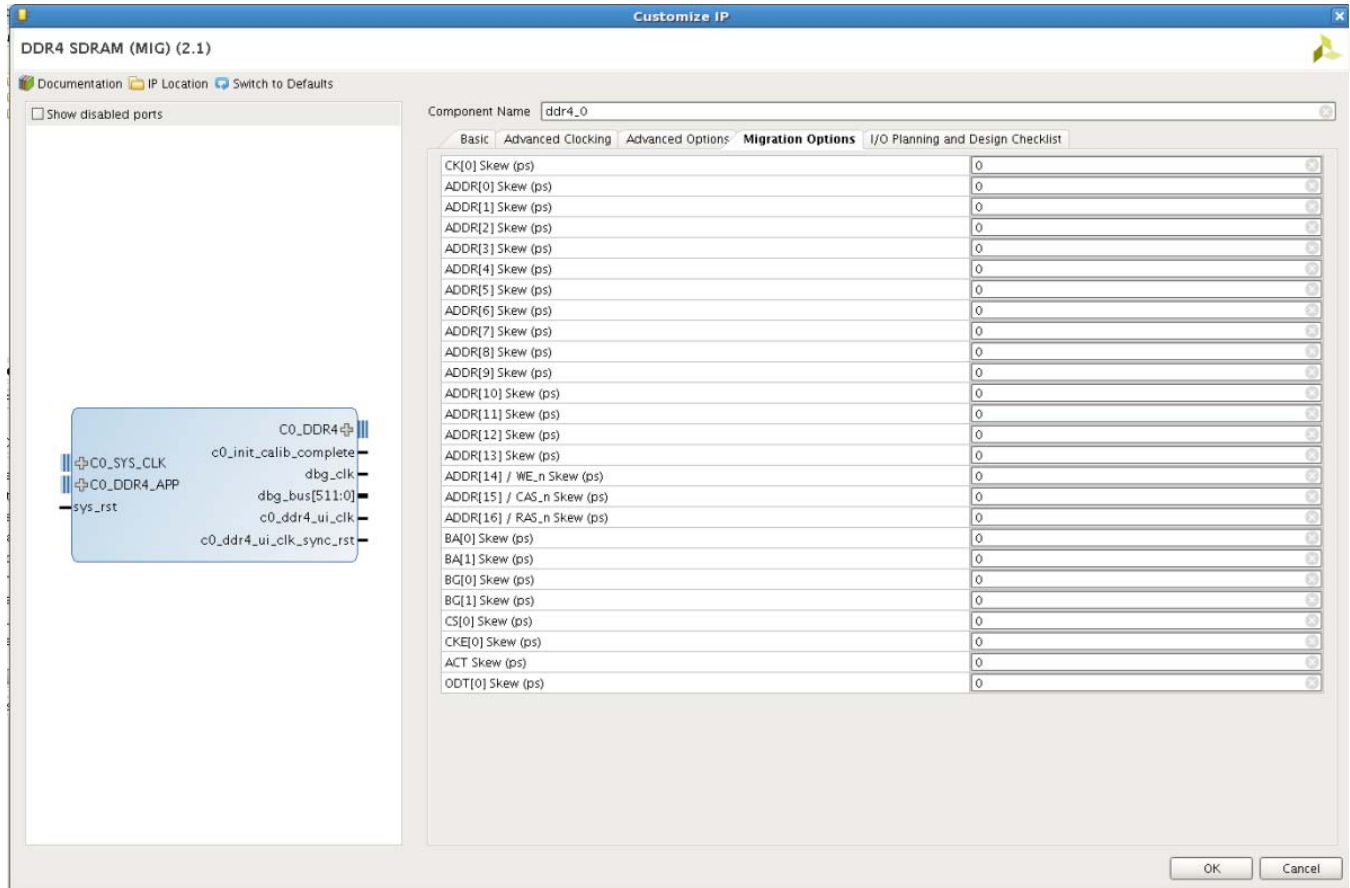 Customize IP
DDR4 SDRAM (MIG) (2.1)
Documentation IP Location Switch to Defaults
Show disabled ports
C0_SYS_CLK
C0_DDR4_APP
sys_rst
C0_DDR4
c0_init_calib_complete
dbg_clk
dbg_bus[511:0]
c0_ddr4_ui_clk
c0_ddr4_ui_clk_sync_rst
Component Name ddr4_0
Basic Advanced Clocking Advanced Options Migration Options I/O Planning and Design Checklist
CK[0] Skew (ps) 0
ADDR[0] Skew (ps) 0
ADDR[1] Skew (ps) 0
ADDR[2] Skew (ps) 0
ADDR[3] Skew (ps) 0
ADDR[4] Skew (ps) 0
ADDR[5] Skew (ps) 0
ADDR[6] Skew (ps) 0
ADDR[7] Skew (ps) 0
ADDR[8] Skew (ps) 0
ADDR[9] Skew (ps) 0
ADDR[10] Skew (ps) 0
ADDR[11] Skew (ps) 0
ADDR[12] Skew (ps) 0
ADDR[13] Skew (ps) 0
ADDR[14] / WE_n Skew (ps) 0
ADDR[15] / CAS_n Skew (ps) 0
ADDR[16] / RAS_n Skew (ps) 0
BA[0] Skew (ps) 0
BA[1] Skew (ps) 0
BG[0] Skew (ps) 0
BG[1] Skew (ps) 0
CS[0] Skew (ps) 0
CKE[0] Skew (ps) 0
ACT Skew (ps) 0
ODT[0] Skew (ps) 0
OK Cancel